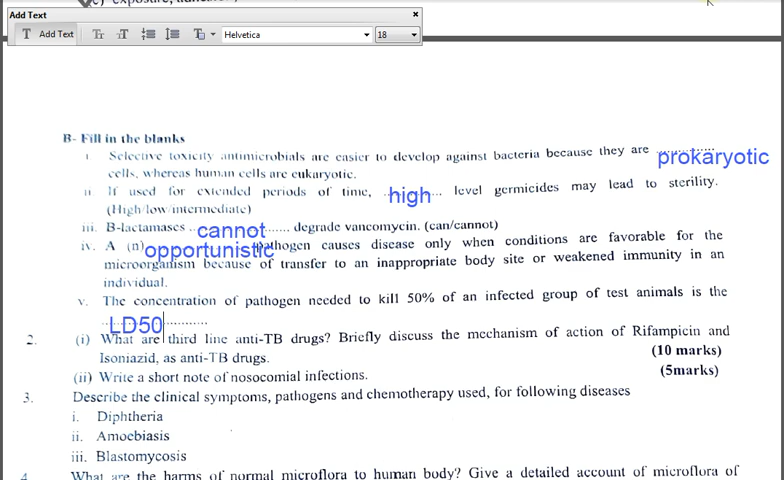 Add Text
T Add Text Helvetica 18
B- Fill in the blanks
i. Selective toxicity antimicrobials are easier to develop against bacteria because they are prokaryotic
cells, whereas human cells are eukaryotic.
ii. If used for extended periods of time, high level germicides may lead to sterility.
(High/low/intermediate)
iii. B-lactamases ..cannot...... degrade vancomycin. (can/cannot)
iv. A (n) opportunistic pathogen causes disease only when conditions are favorable for the
microorganism because of transfer to an inappropriate body site or weakened immunity in an
individual.
v. The concentration of pathogen needed to kill 50% of an infected group of test animals is the
LD50
2. (i) What are third line anti-TB drugs? Briefly discuss the mechanism of action of Rifampicin and
Isoniazid, as anti-TB drugs. (10 marks)
(ii) Write a short note of nosocomial infections. (5marks)
3. Describe the clinical symptoms, pathogens and chemotherapy used, for following diseases
i. Diphtheria
ii. Amoebiasis
iii. Blastomycosis
4. What are the harms of normal microflora to human body? Give a detailed account of microflora of